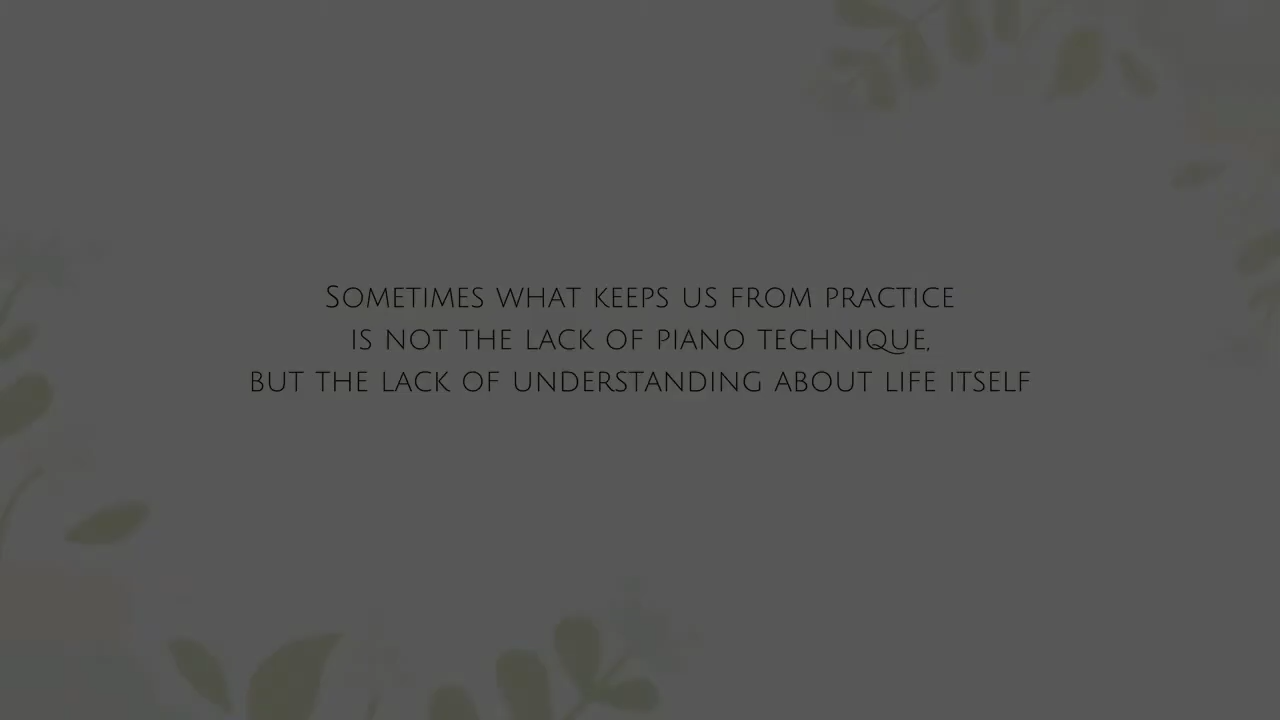 Sometimes what keeps us from practice
is not the lack of piano technique,
but the lack of understanding about life itself